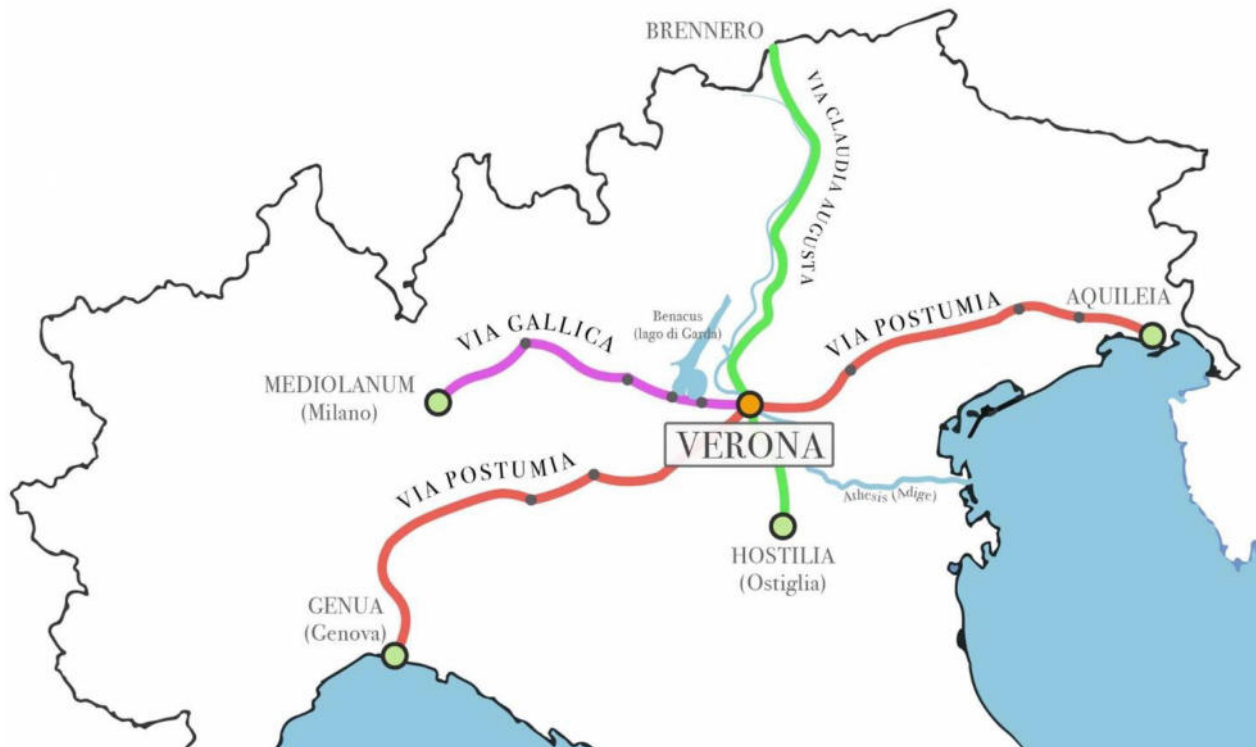 BRENNERO
VIA CLAUDIA AUGUSTA
Benacus
(lago di Garda)
VIA GALLICA
VIA POSTUMIA
AQUILEIA
MEDIOLANUM
(Milano)
VERONA
VIA POSTUMIA
Athesis (Adige)
HOSTILIA
(Ostiglia)
GENUA
(Genova)